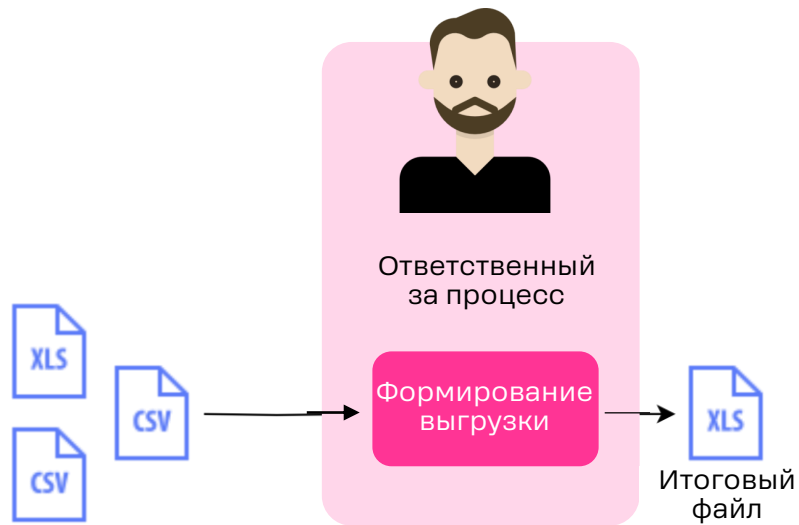 Ответственный
за процесс
XLS
CSV
CSV
Формирование
выгрузки
XLS
Итоговый
файл